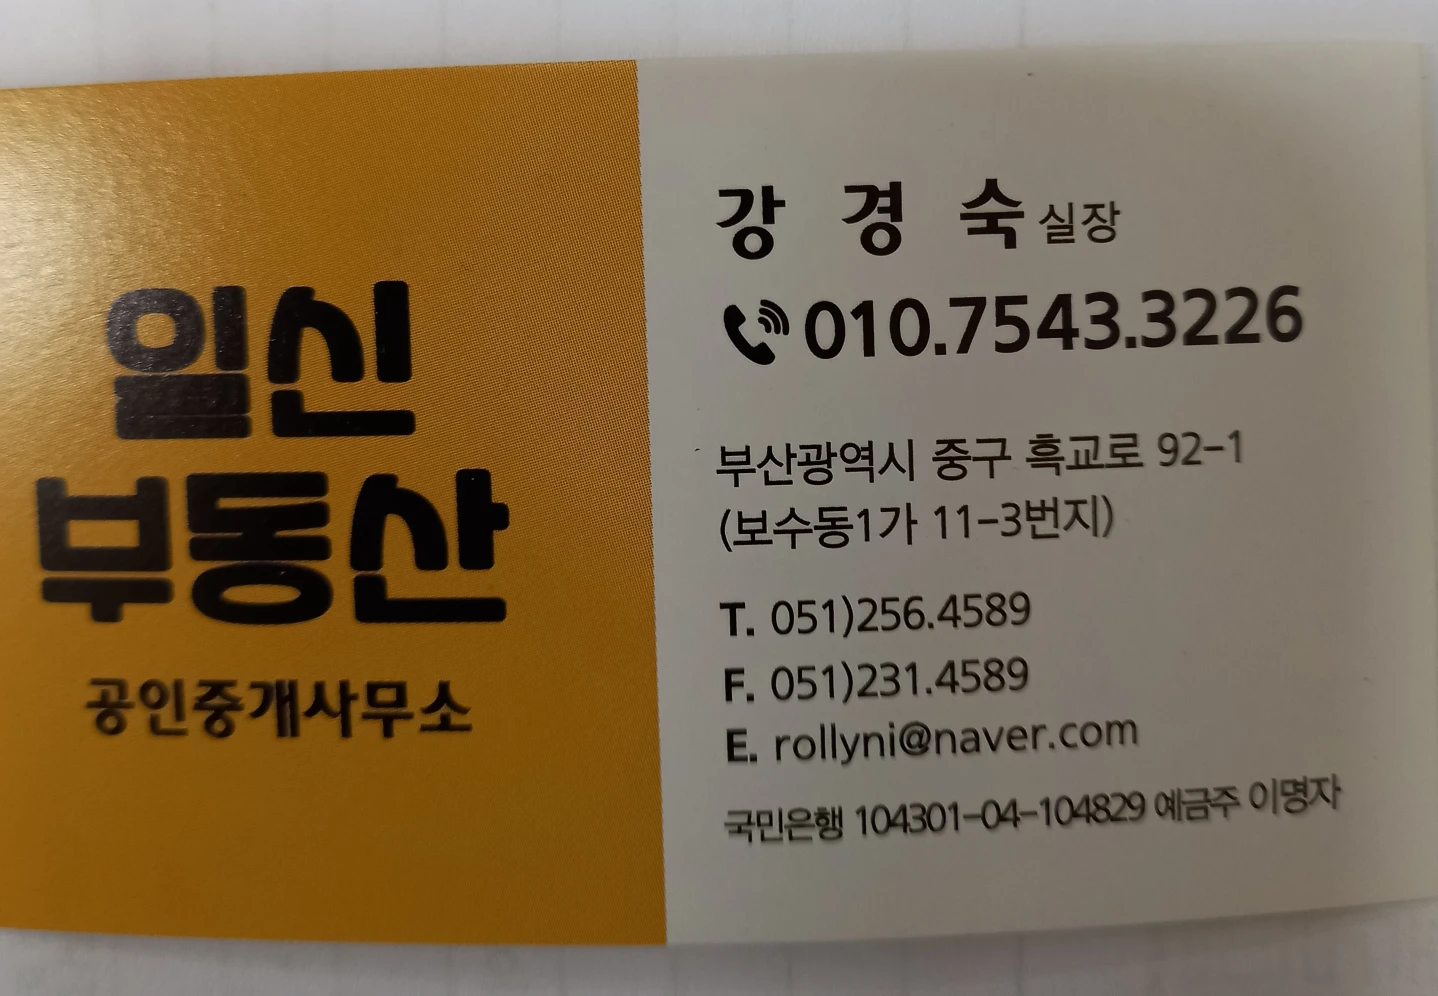 일신
부동산
공인중개사무소
강 경 숙 실장
010.7543.3226
부산광역시 중구 흑교로 92-1
(보수동1가 11-3번지)
T. 051)256.4589
F. 051)231.4589
E. rollyni@naver.com
국민은행 104301-04-104829 예금주 이명자